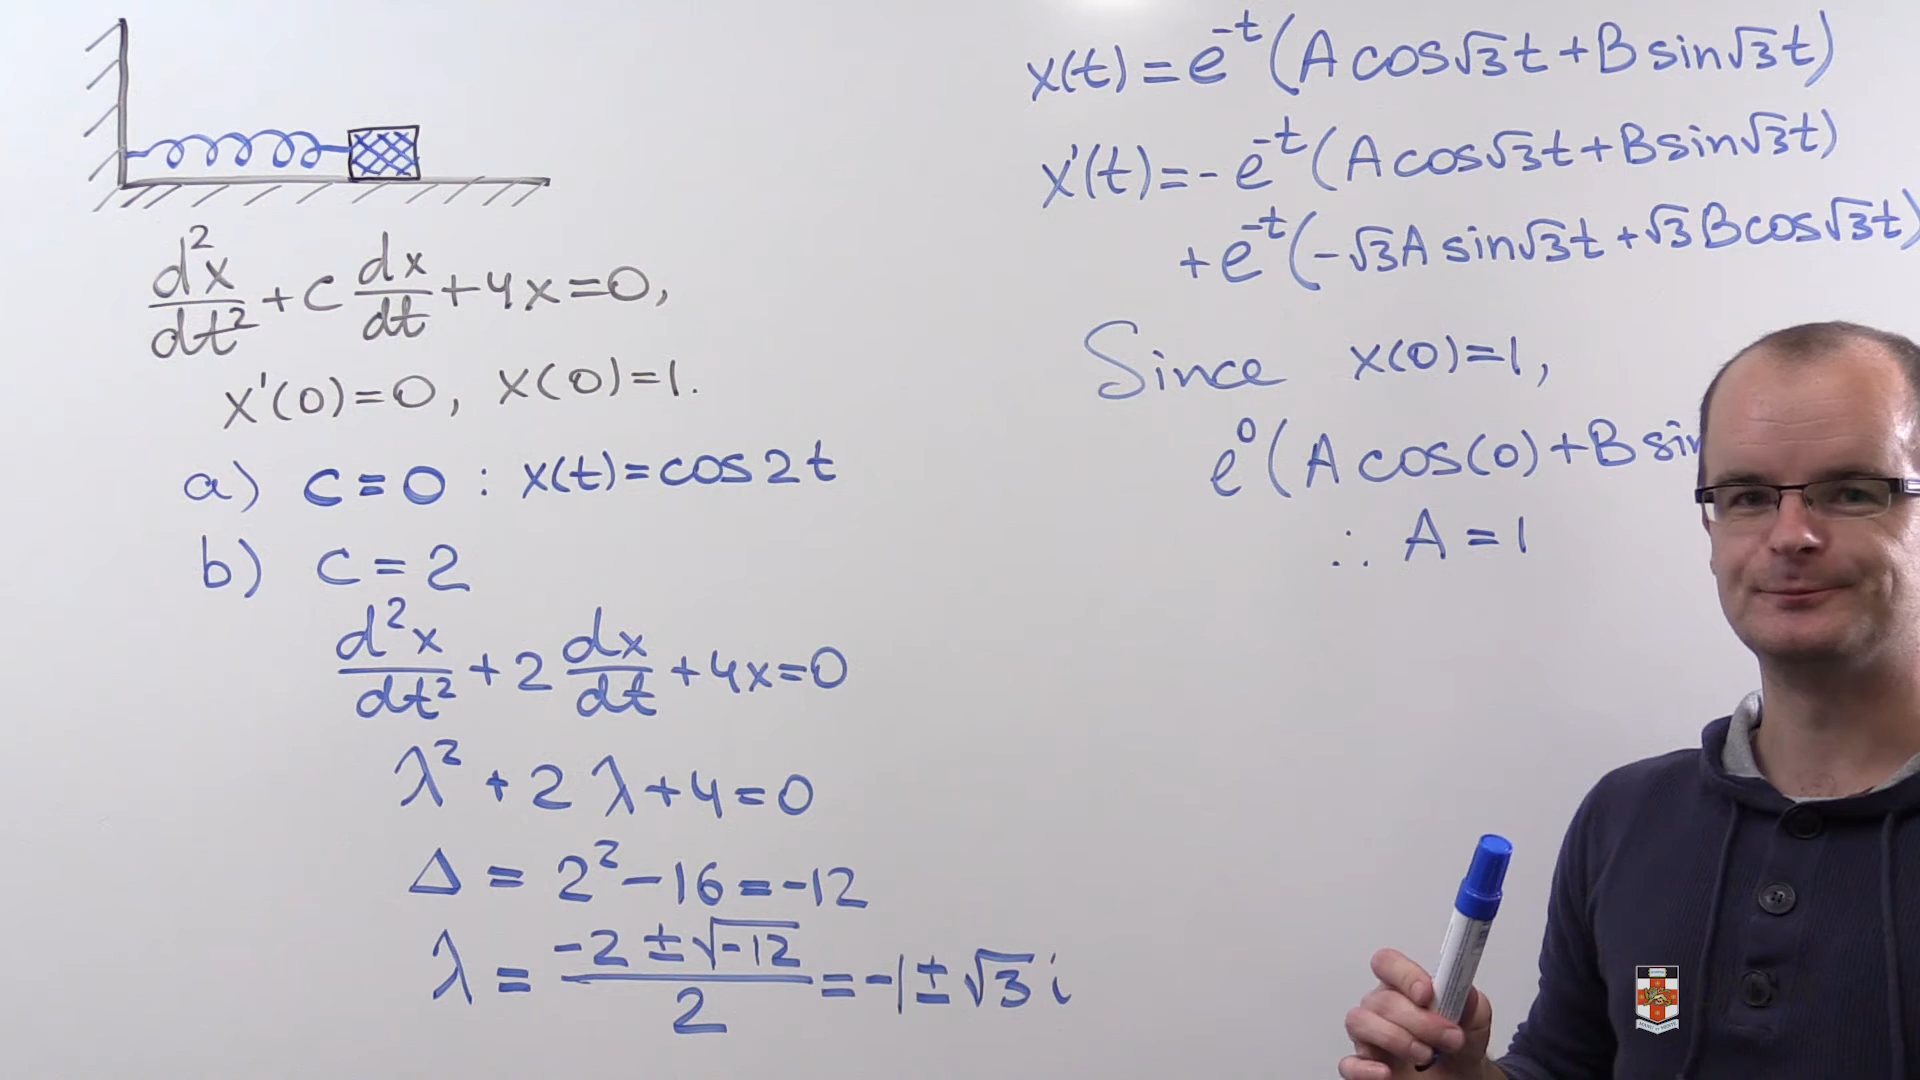 d²x/dt² + c dx/dt + 4x = 0,
x'(0) = 0, x(0) = 1.
a) c = 0 : x(t) = cos 2t
b) c = 2
d²x/dt² + 2 dx/dt + 4x = 0
λ² + 2λ + 4 = 0
Δ = 2² - 16 = -12
λ = (-2 ± √-12)/2 = -1 ± √3 i
x(t) = e^-t (A cos√3t + B sin√3t)
x'(t) = -e^-t (A cos√3t + B sin√3t)
+ e^-t (-√3A sin√3t + √3B cos√3t)
Since x(0) = 1,
e^0 (A cos(0) + B sin
∴ A = 1